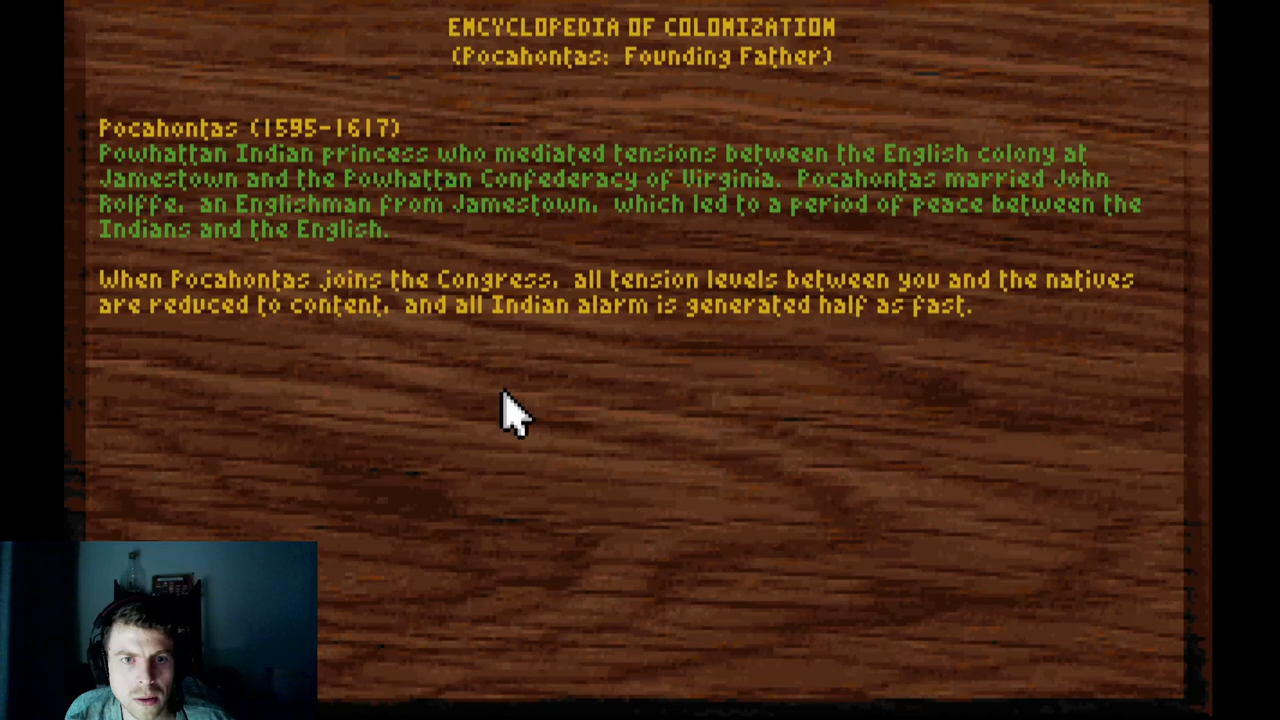 ENCYCLOPEDIA OF COLONIZATION
(Pocahontas: Founding Father)
Pocahontas (1595-1617)
Powhattan Indian princess who mediated tensions between the English colony at
Jamestown and the Powhattan Confederacy of Virginia. Pocahontas married John
Rolffe, an Englishman from Jamestown, which led to a period of peace between the
Indians and the English.
When Pocahontas joins the Congress, all tension levels between you and the natives
are reduced to content, and all Indian alarm is generated half as fast.